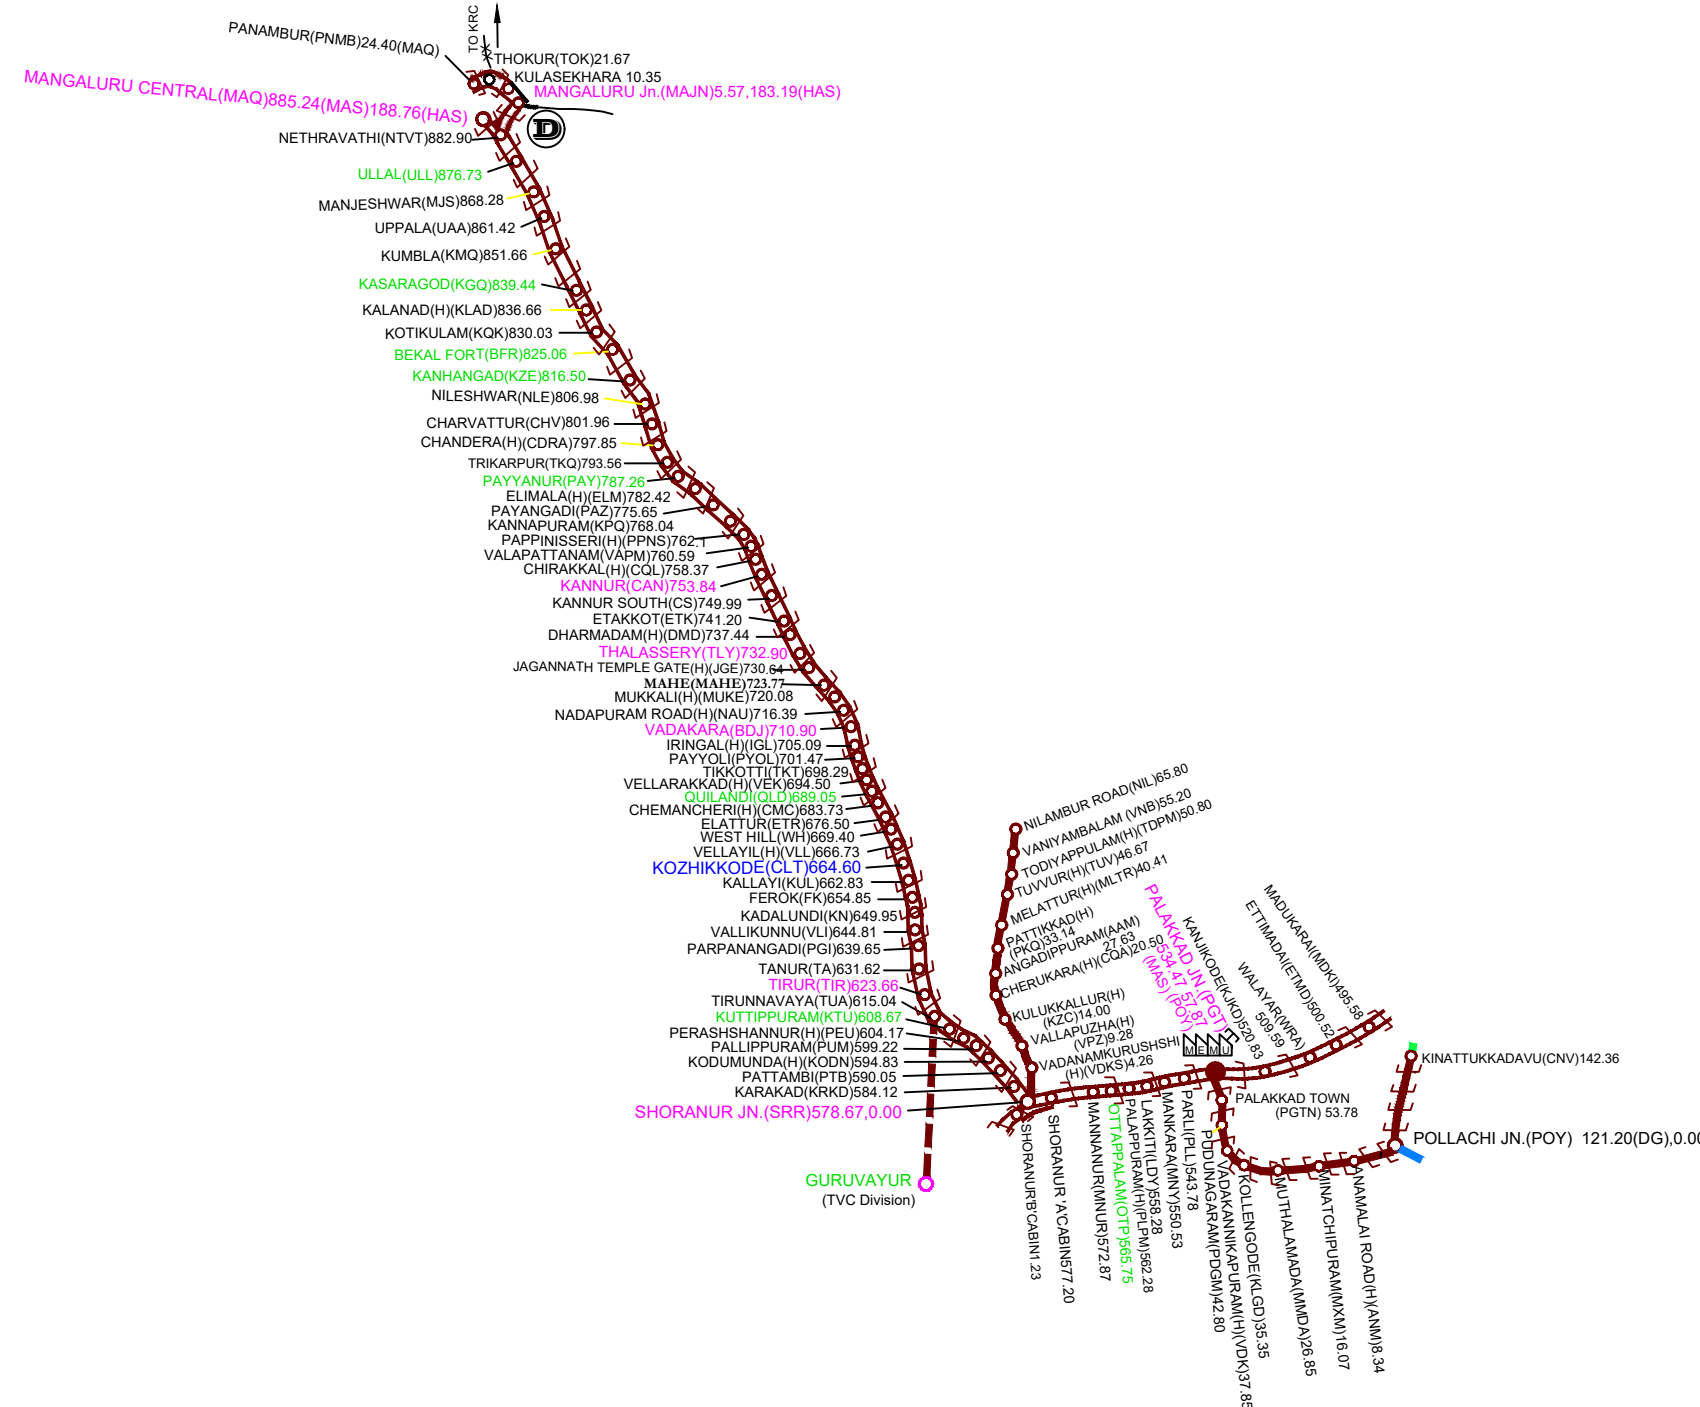 TO KRC
PANAMBUR(PNMB)24.40(MAQ)
THOKUR(TOK)21.67
KULASEKHARA 10.35
MANGALURU CENTRAL(MAQ)885.24(MAS)188.76(HAS)
MANGALURU Jn.(MAJN)5.57,183.19(HAS)
D
NETHRAVATHI(NTVT)882.90
ULLAL(ULL)876.73
MANJESHWAR(MJS)868.28
UPPALA(UAA)861.42
KUMBLA(KMQ)851.66
KASARAGOD(KGQ)839.44
KALANAD(H)(KLAD)836.66
KOTIKULAM(KQK)830.03
BEKAL FORT(BFR)825.06
KANHANGAD(KZE)816.50
NILESHWAR(NLE)806.98
CHARVATTUR(CHV)801.96
CHANDERA(H)(CDRA)797.85
TRIKARPUR(TKQ)793.56
PAYYANUR(PAY)787.26
ELIMALA(H)(ELM)782.42
PAYANGADI(PAZ)775.65
KANNAPURAM(KPQ)768.04
PAPPINISSERI(H)(PPNS)762.1
VALAPATTANAM(VAPM)760.59
CHIRAKKAL(H)(CQL)758.37
KANNUR(CAN)753.84
KANNUR SOUTH(CS)749.99
ETAKKOT(ETK)741.20
DHARMADAM(H)(DMD)737.44
THALASSERY(TLY)732.90
JAGANNATH TEMPLE GATE(H)(JGE)730.64
MAHE(MAHE)723.77
MUKKALI(H)(MUKE)720.08
NADAPURAM ROAD(H)(NAU)716.39
VADAKARA(BDJ)710.90
IRINGAL(H)(IGL)705.09
PAYYOLI(PYOL)701.47
TIKKOTTI(TKT)698.29
VELLARAKKAD(H)(VEK)694.50
QUILANDI(QLD)689.05
CHEMANCHERI(H)(CMC)683.73
ELATTUR(ETR)676.50
WEST HILL(WH)669.40
VELLAYIL(H)(VLL)666.73
KOZHIKKODE(CLT)664.60
KALLAYI(KUL)662.83
FEROK(FK)654.85
KADALUNDI(KN)649.95
VALLIKUNNU(VLI)644.81
PARPANANGADI(PGI)639.65
TANUR(TA)631.62
TIRUR(TIR)623.66
TIRUNNAVAYA(TUA)615.04
KUTTIPPURAM(KTU)608.67
PERASHSHANNUR(H)(PEU)604.17
PALLIPPURAM(PUM)599.22
KODUMUNDA(H)(KODN)594.83
PATTAMBI(PTB)590.05
KARAKAD(KRKD)584.12
SHORANUR JN.(SRR)578.67,0.00
GURUVAYUR
(TVC Division)
NILAMBUR ROAD(NIL)65.80
VANIYAMBALAM (VNB)55.20
TODIYAPPULAM(H)(TDPM)50.80
TUVVUR(H)(TUV)46.67
MELATTUR(H)(MLTR)40.41
PATTIKKAD(H)
(PKQ)33.14
ANGADIPPURAM(AAM)
27.63
CHERUKARA(H)(CQA)20.50
KULUKKALLUR(H)
(KZC)14.00
VALLAPUZHA(H)
(VPZ)9.28
VADANAMKURUSHSHI
(H)(VDKS)4.26
PALAKKAD JN.(PGT)
534.47 57.87
(MAS) (POY)
MEMU
KANJIKODE(KJKD)520.83
WALAYAR(WRA)
509.59
ETTIMADAI(ETMD)500.52
MADUKARAI(MDKI)495.58
KINATTUKKADAVU(CNV)142.36
PALAKKAD TOWN
(PGTN) 53.78
POLLACHI JN.(POY) 121.20(DG),0.00
SHORANUR'B'CABIN1.23
SHORANUR 'A'CABIN577.20
MANNANUR(MNUR)572.87
OTTAPPALAM(OTP)565.75
PALAPPURAM(H)(PLPM)562.28
LAKKITI(LDY)558.28
MANKARA(MNY)550.53
PARLI(PLL)543.78
PUDUNAGARAM(PDGM)42.80
VADAKANNIKAPURAM(H)(VDK)37.85
KOLLENGODE(KLGD)35.35
MUTHALAMADA(MMDA)26.85
MINATCHIPURAM(MXM)16.07
ANAMALAI ROAD(H)(ANM)8.34